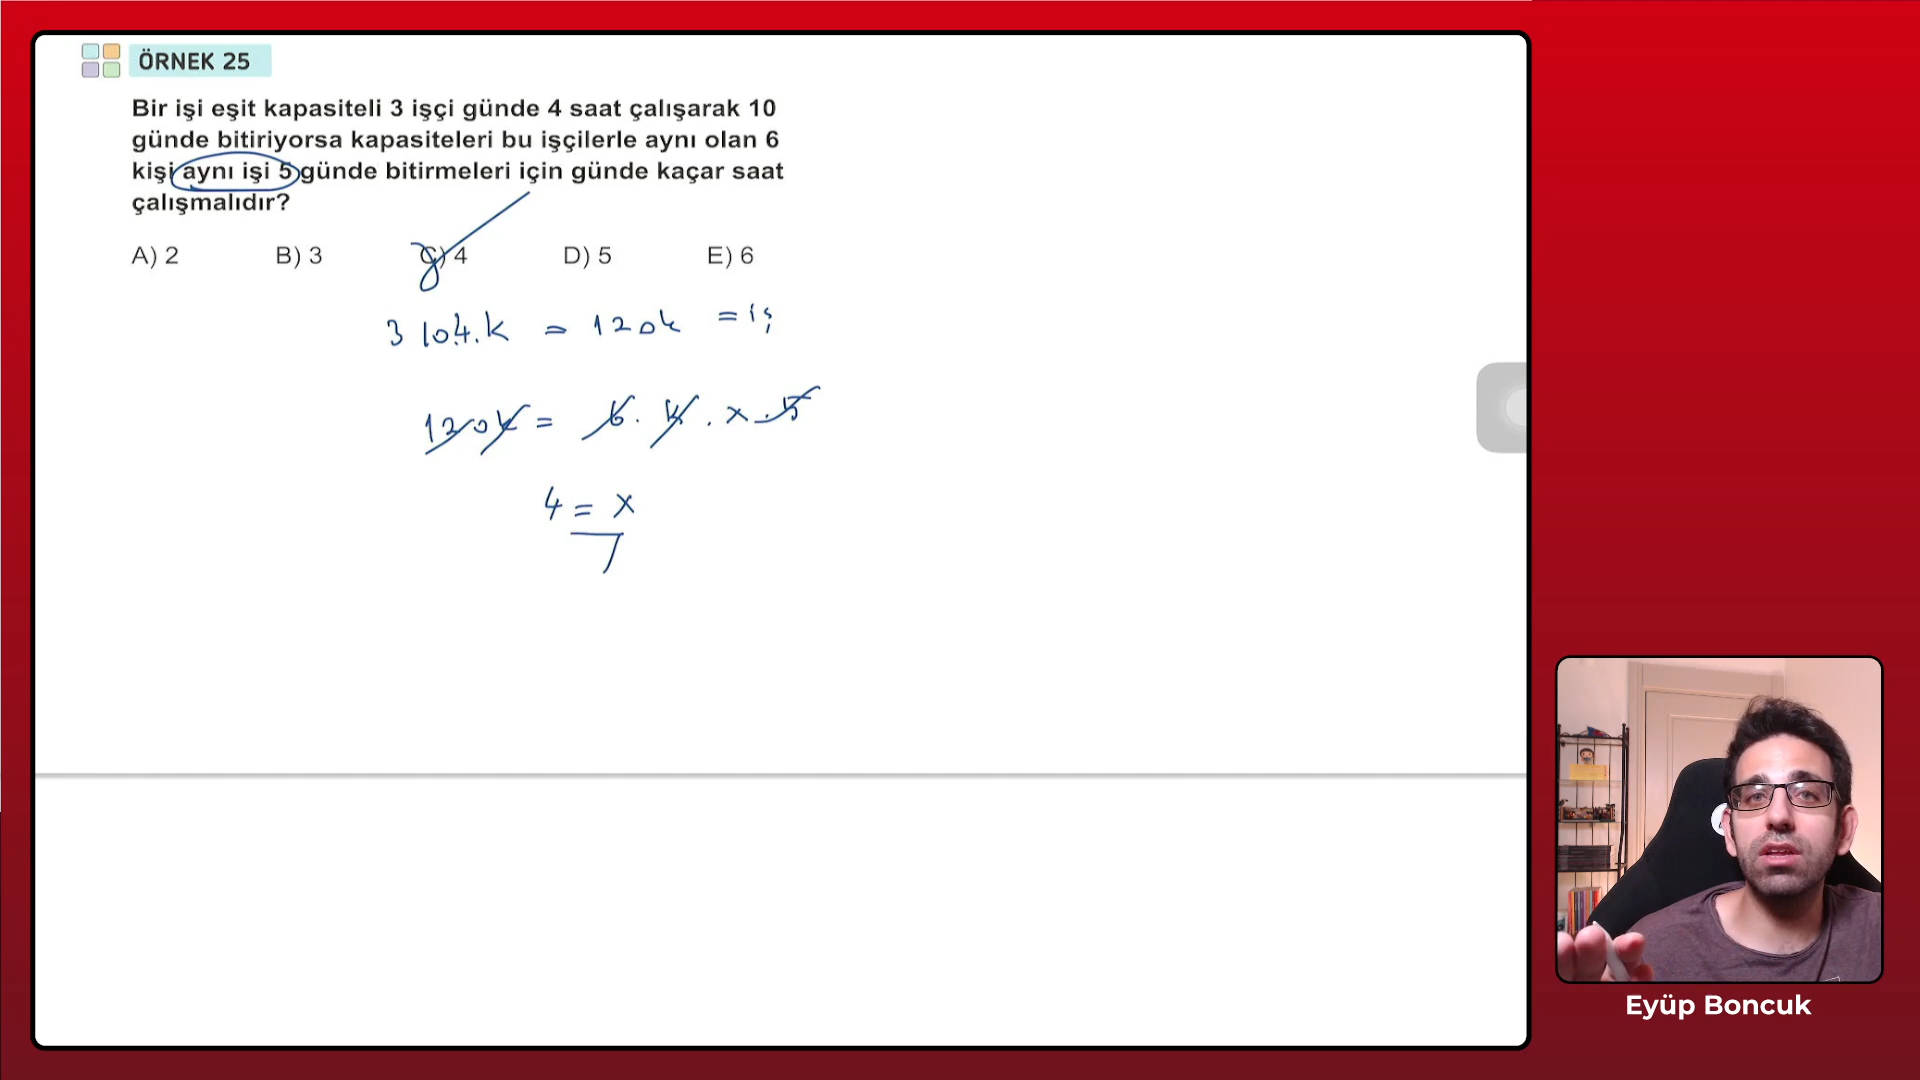 ÖRNEK 25
Bir işi eşit kapasiteli 3 işçi günde 4 saat çalışarak 10
günde bitiriyorsa kapasiteleri bu işçilerle aynı olan 6
kişi aynı işi 5 günde bitirmeleri için günde kaçar saat
çalışmalıdır?
A) 2 B) 3 C) 4 D) 5 E) 6
3 10.4.k = 120k = iş
120k = 6.k.x.5
4 = x
Eyüp Boncuk